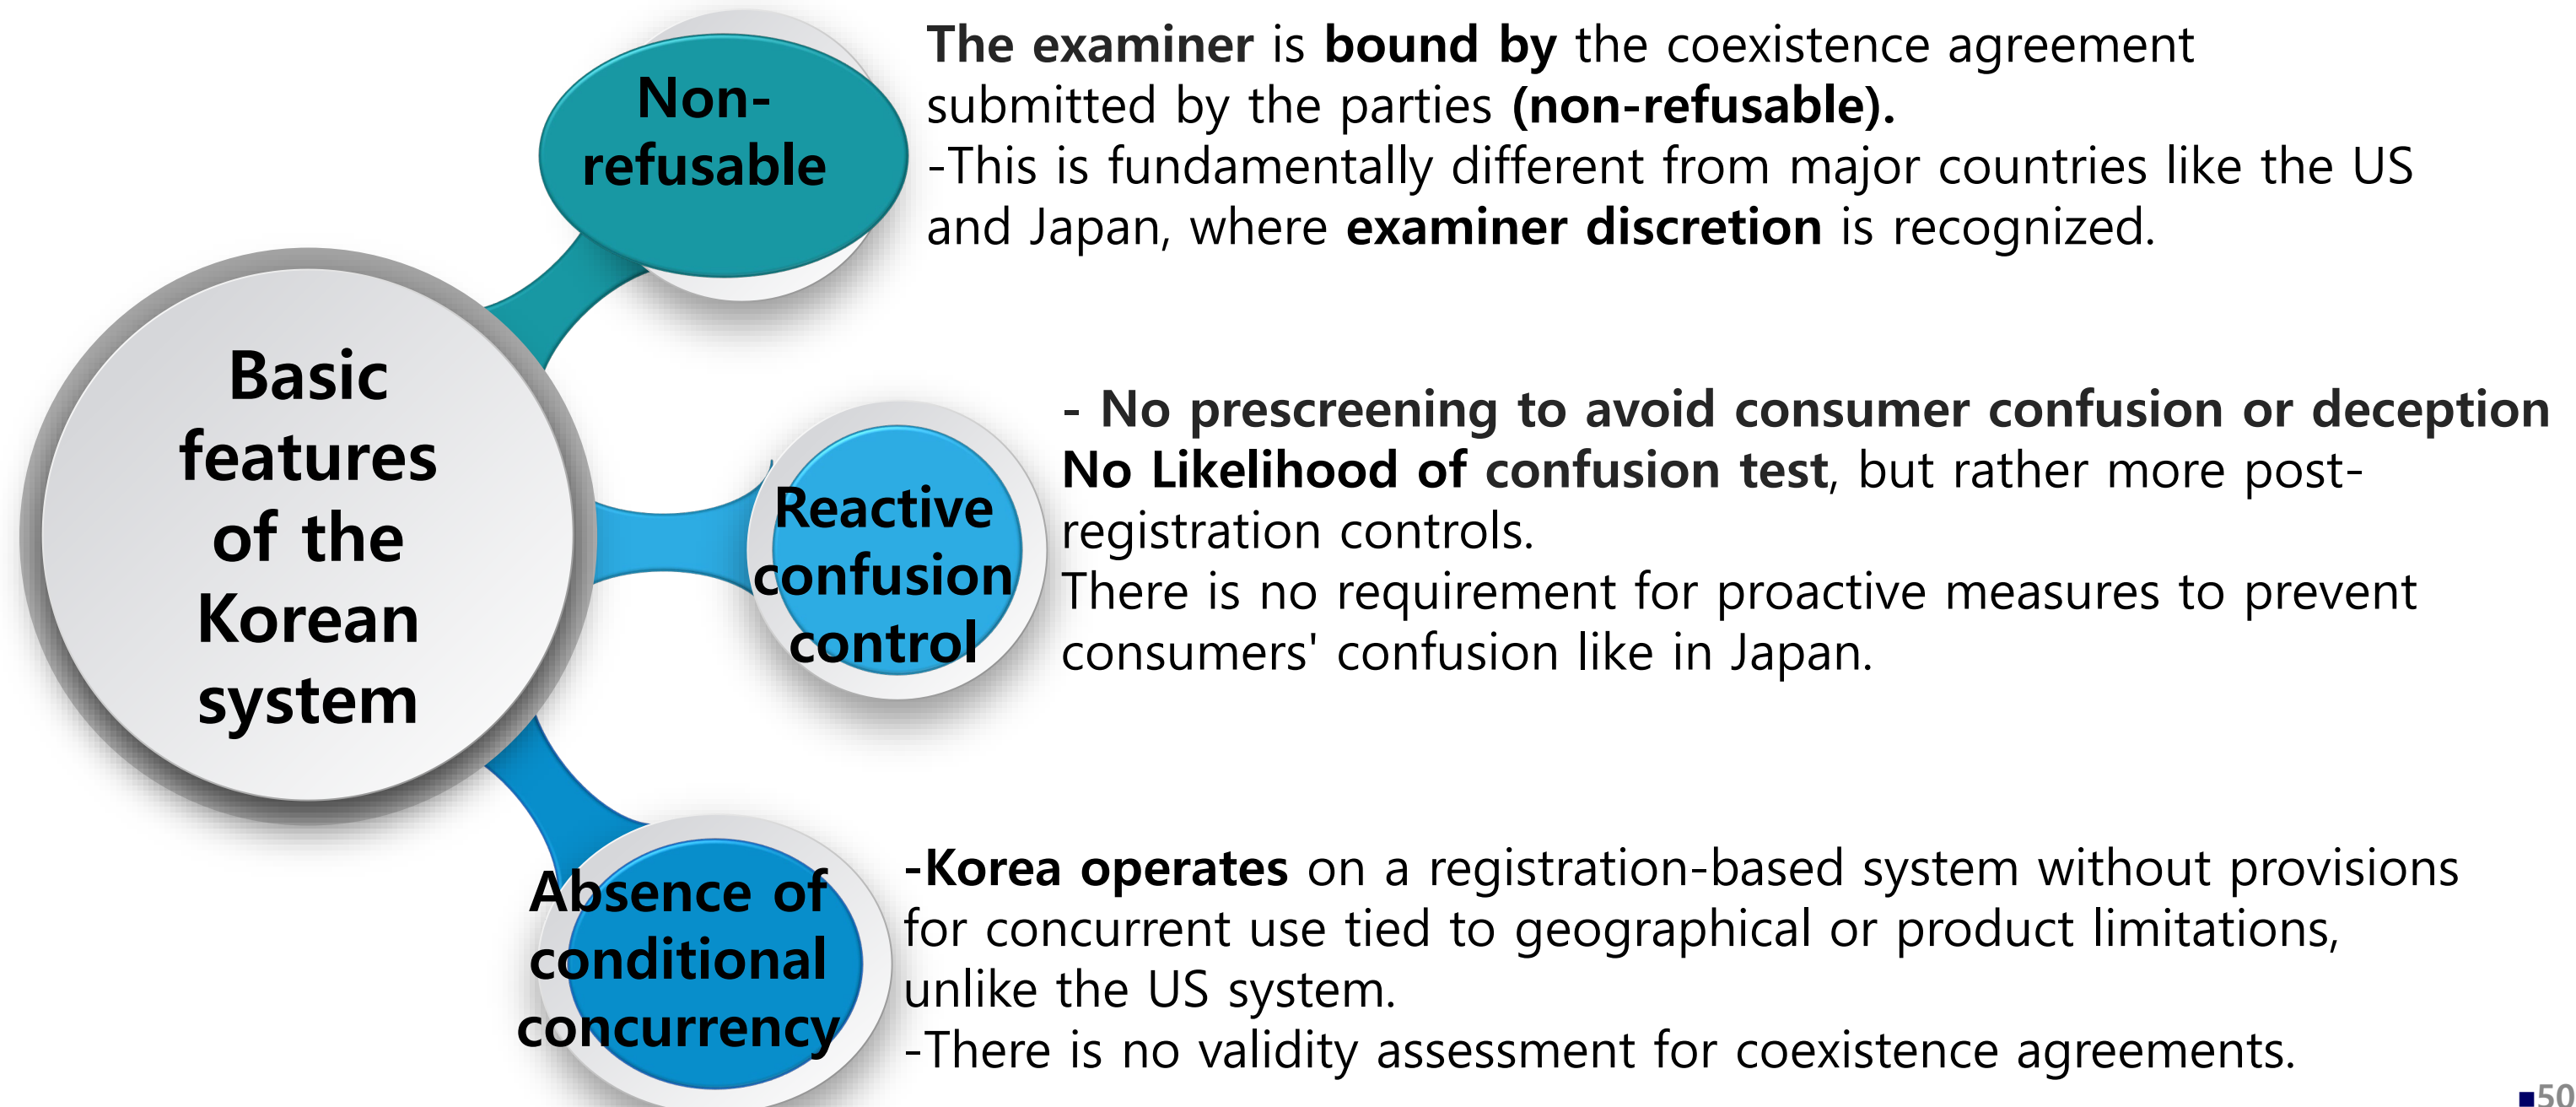 Basic
features
of the
Korean
system
Non-
refusable
The examiner is bound by the coexistence agreement
submitted by the parties (non-refusable).
-This is fundamentally different from major countries like the US
and Japan, where examiner discretion is recognized.
Reactive
confusion
control
- No prescreening to avoid consumer confusion or deception
No Likelihood of confusion test, but rather more post-
registration controls.
There is no requirement for proactive measures to prevent
consumers' confusion like in Japan.
Absence of
conditional
concurrency
-Korea operates on a registration-based system without provisions
for concurrent use tied to geographical or product limitations,
unlike the US system.
-There is no validity assessment for coexistence agreements.
■50